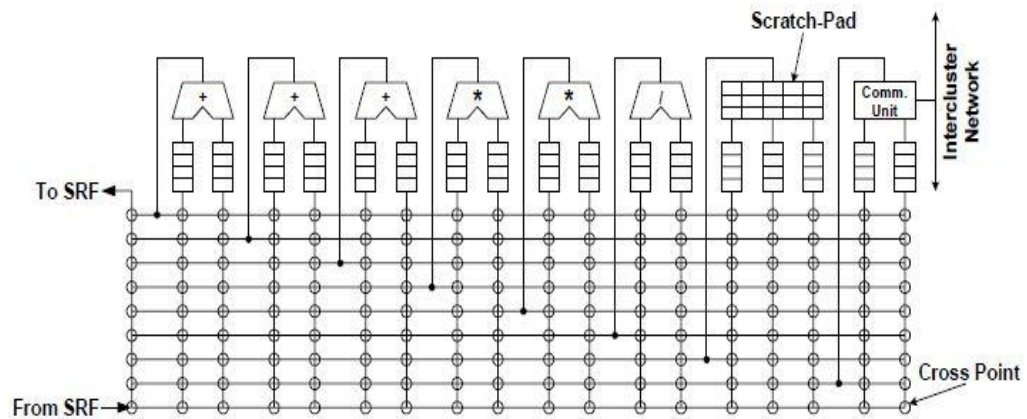 Scratch-Pad
+ + + * * /
Comm.
Unit
Intercluster
Network
To SRF
Cross Point
From SRF